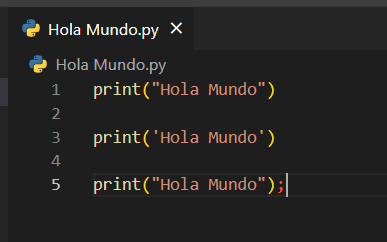 Hola Mundo.py ×
Hola Mundo.py
1 print("Hola Mundo")
2
3 print('Hola Mundo')
4
5 print("Hola Mundo");